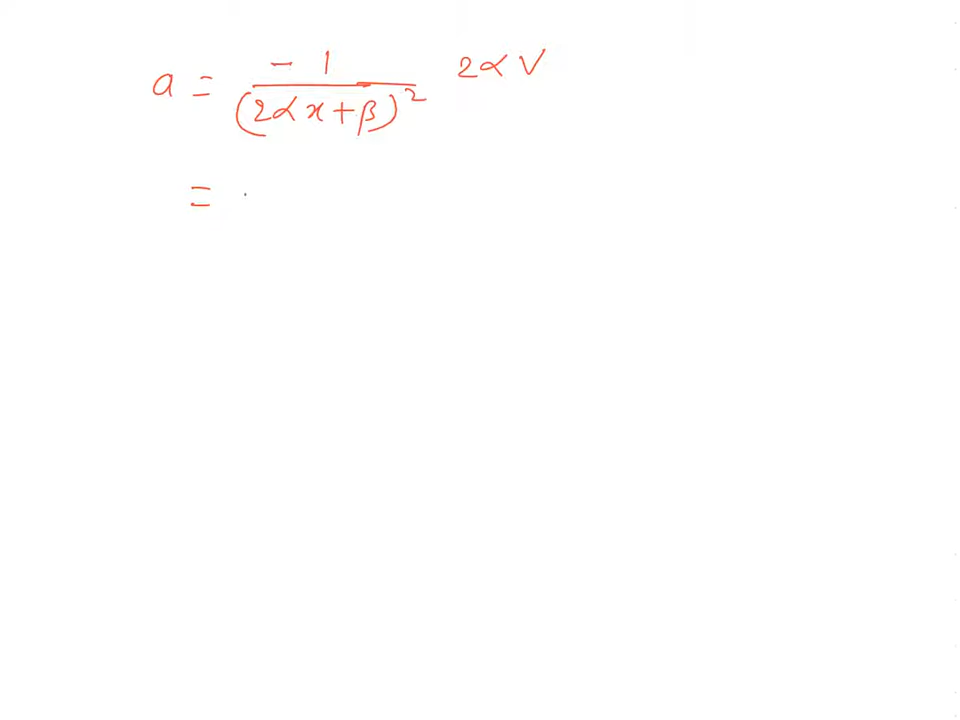 a = -1/(2αx+β)² 2αv
=